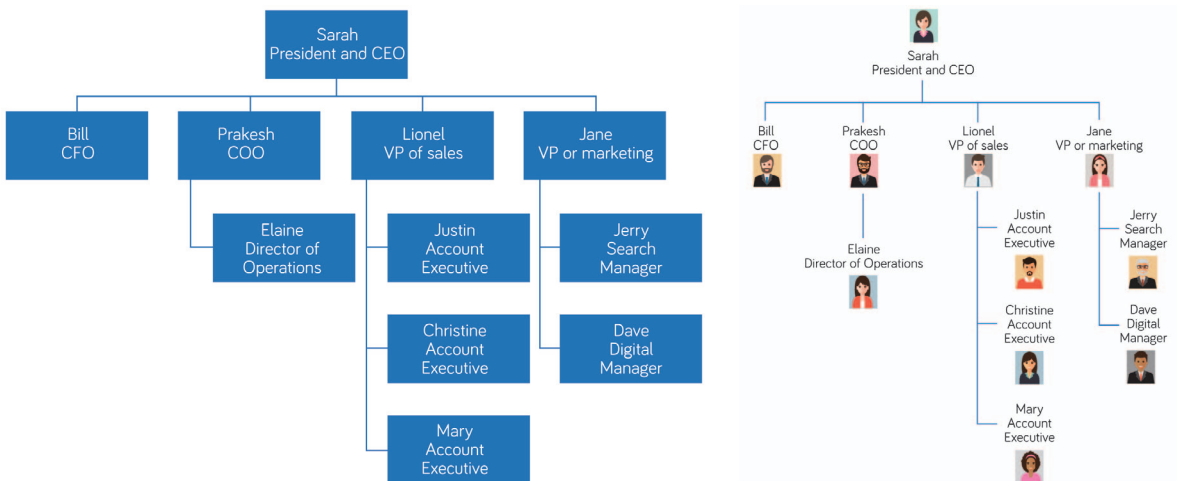 Sarah
President and CEO
Bill
CFO
Prakesh
COO
Lionel
VP of sales
Jane
VP or marketing
Elaine
Director of
Operations
Justin
Account
Executive
Jerry
Search
Manager
Christine
Account
Executive
Dave
Digital
Manager
Mary
Account
Executive
Sarah
President and CEO
Bill
CFO
Prakesh
COO
Lionel
VP of sales
Jane
VP or marketing
Elaine
Director of Operations
Justin
Account
Executive
Jerry
Search
Manager
Christine
Account
Executive
Dave
Digital
Manager
Mary
Account
Executive